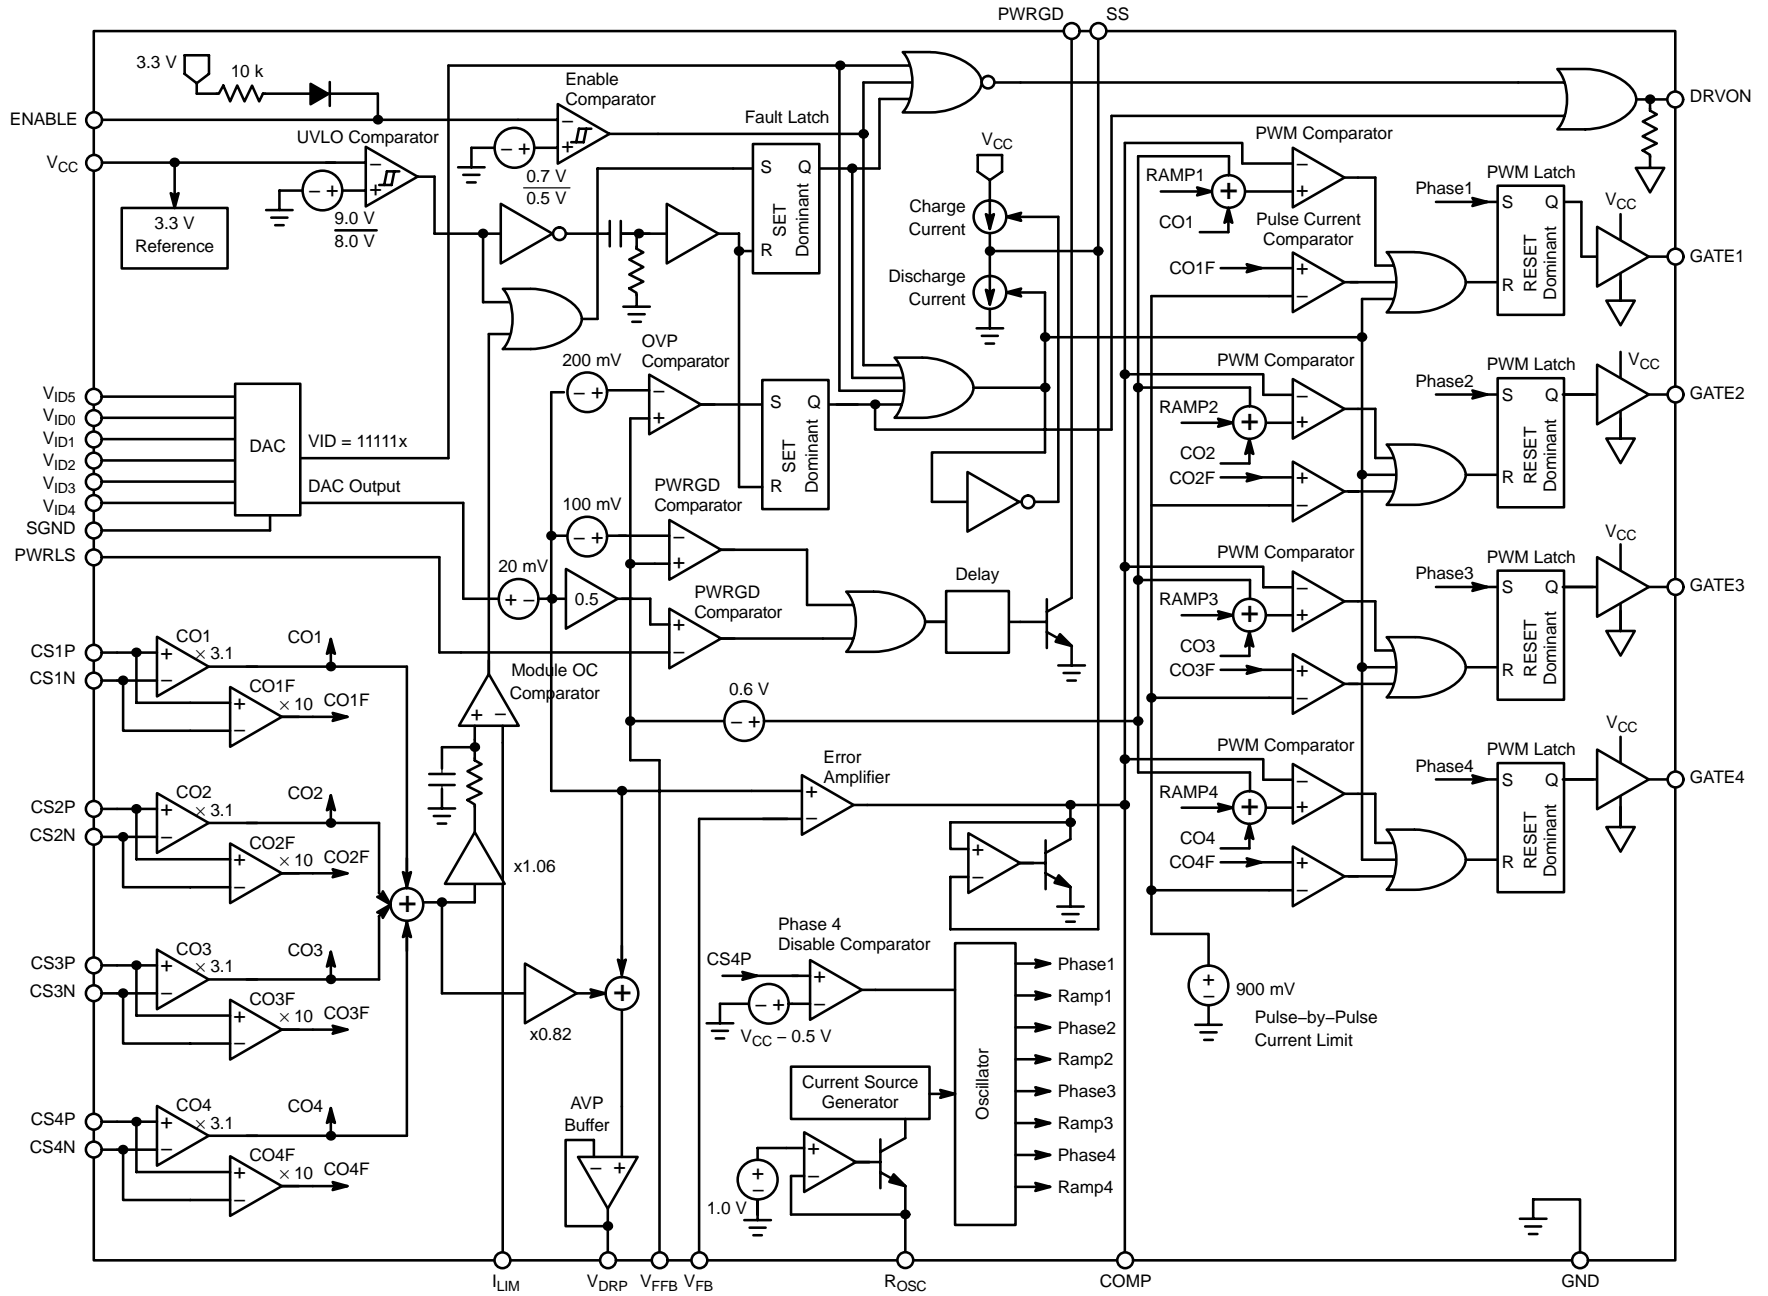 PWRGD SS
3.3 V
10 k
Enable
Comparator
ENABLE
UVLO Comparator
Fault Latch
DRVON
VCC
− +
− +
0.7 V
0.5 V
9.0 V
8.0 V
3.3 V
Reference
S Q
SET
Dominant
R
VCC
Charge
Current
Discharge
Current
PWM Comparator
RAMP1
CO1
Pulse Current
Comparator
CO1F
Phase1
PWM Latch
S Q
RESET
Dominant
R
VCC
GATE1
OVP
Comparator
200 mV
− +
S Q
SET
Dominant
R
PWM Comparator
RAMP2
CO2
CO2F
Phase2
PWM Latch
S Q
RESET
Dominant
R
VCC
GATE2
VID5
VID0
VID1
VID2
VID3
VID4
SGND
PWRLS
DAC
VID = 11111x
DAC Output
PWRGD
Comparator
100 mV
− +
20 mV
+ −
0.5
PWRGD
Comparator
Delay
PWM Comparator
RAMP3
CO3
CO3F
Phase3
PWM Latch
S Q
RESET
Dominant
R
VCC
GATE3
CS1P
CS1N
CO1
× 3.1
CO1
CO1F
× 10
CO1F
Module OC
Comparator
0.6 V
− +
Error
Amplifier
PWM Comparator
RAMP4
CO4
CO4F
Phase4
PWM Latch
S Q
RESET
Dominant
R
VCC
GATE4
CS2P
CS2N
CO2
× 3.1
CO2
CO2F
× 10
CO2F
x1.06
CS3P
CS3N
CO3
× 3.1
CO3
CO3F
× 10
CO3F
x0.82
Phase 4
Disable Comparator
CS4P
− +
VCC – 0.5 V
Oscillator
Phase1
Ramp1
Phase2
Ramp2
Phase3
Ramp3
Phase4
Ramp4
900 mV
Pulse−by−Pulse
Current Limit
Current Source
Generator
CS4P
CS4N
CO4
× 3.1
CO4
CO4F
× 10
CO4F
AVP
Buffer
1.0 V
ILIM
VDRP
VFFB
VFB
ROSC
COMP
GND